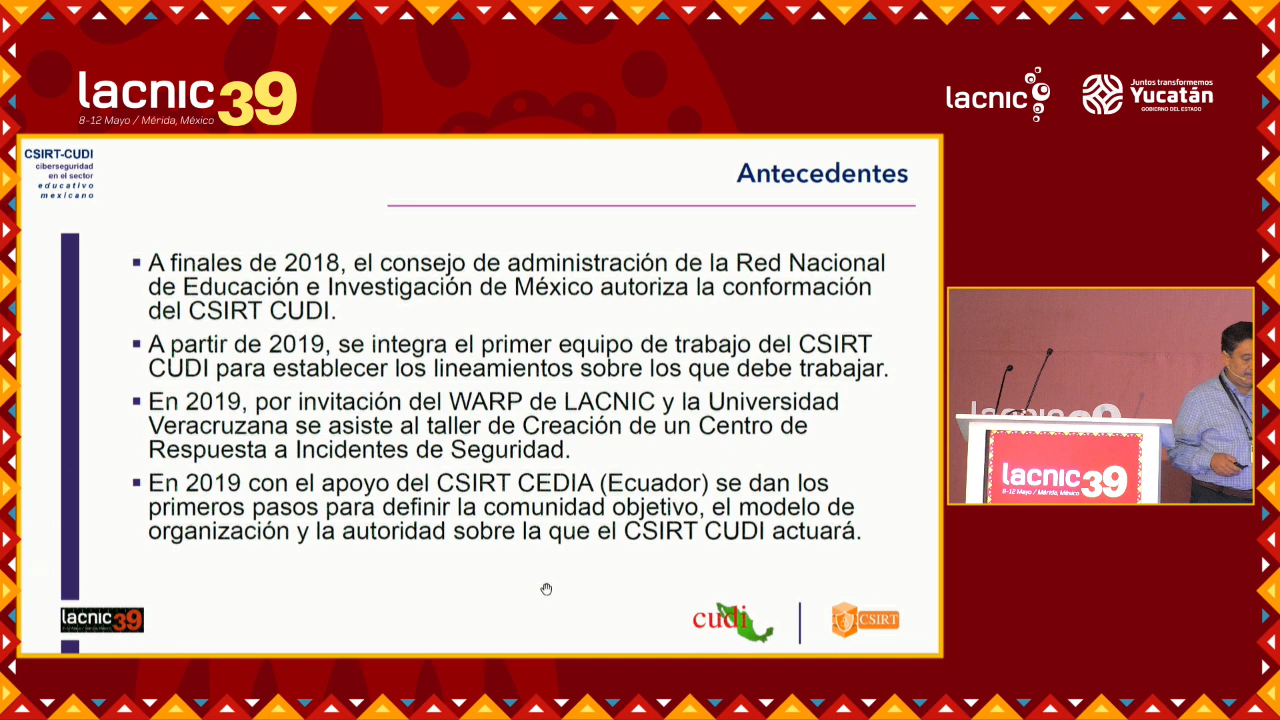 lacnic39
8-12 Mayo / Mérida, México
lacnic
Juntos transformemos
Yucatán
GOBIERNO DEL ESTADO
CSIRT-CUDI
ciberseguridad
en el sector
educativo
mexicano
Antecedentes
▪ A finales de 2018, el consejo de administración de la Red Nacional
de Educación e Investigación de México autoriza la conformación
del CSIRT CUDI.
▪ A partir de 2019, se integra el primer equipo de trabajo del CSIRT
CUDI para establecer los lineamientos sobre los que debe trabajar.
▪ En 2019, por invitación del WARP de LACNIC y la Universidad
Veracruzana se asiste al taller de Creación de un Centro de
Respuesta a Incidentes de Seguridad.
▪ En 2019 con el apoyo del CSIRT CEDIA (Ecuador) se dan los
primeros pasos para definir la comunidad objetivo, el modelo de
organización y la autoridad sobre la que el CSIRT CUDI actuará.
lacnic39
cudi
CSIRT
lacnic39
lacnic39
8-12 Mayo / Mérida, México